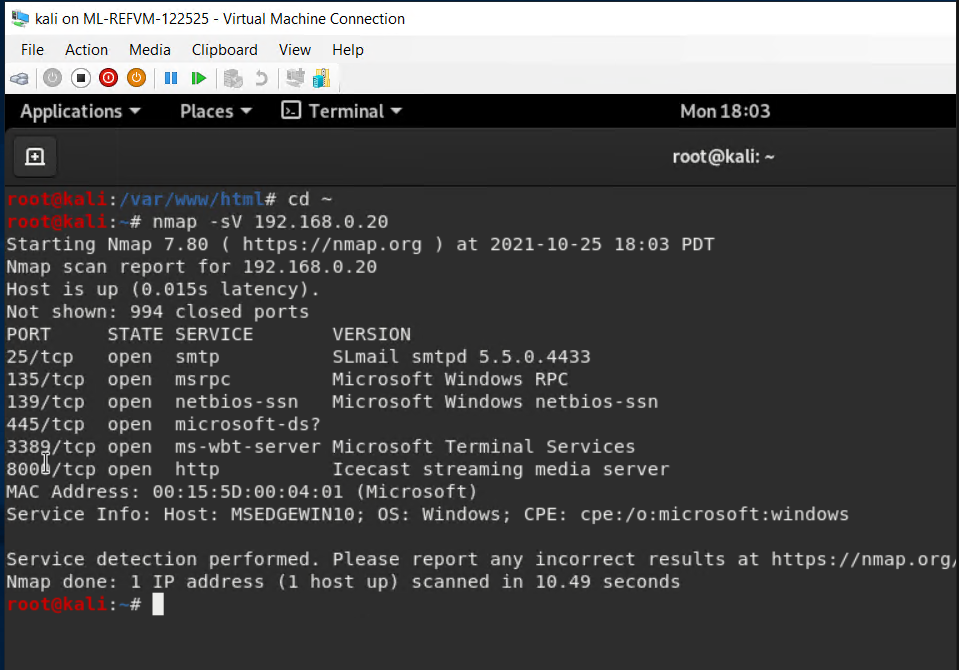 kali on ML-REFVM-122525 - Virtual Machine Connection
File Action Media Clipboard View Help
Applications Places Terminal Mon 18:03
root@kali: ~
root@kali:/var/www/html# cd ~
root@kali:~# nmap -sV 192.168.0.20
Starting Nmap 7.80 ( https://nmap.org ) at 2021-10-25 18:03 PDT
Nmap scan report for 192.168.0.20
Host is up (0.015s latency).
Not shown: 994 closed ports
PORT STATE SERVICE VERSION
25/tcp open smtp SLmail smtpd 5.5.0.4433
135/tcp open msrpc Microsoft Windows RPC
139/tcp open netbios-ssn Microsoft Windows netbios-ssn
445/tcp open microsoft-ds?
3389/tcp open ms-wbt-server Microsoft Terminal Services
8000/tcp open http Icecast streaming media server
MAC Address: 00:15:5D:00:04:01 (Microsoft)
Service Info: Host: MSEDGEWIN10; OS: Windows; CPE: cpe:/o:microsoft:windows
Service detection performed. Please report any incorrect results at https://nmap.org/
Nmap done: 1 IP address (1 host up) scanned in 10.49 seconds
root@kali:~#